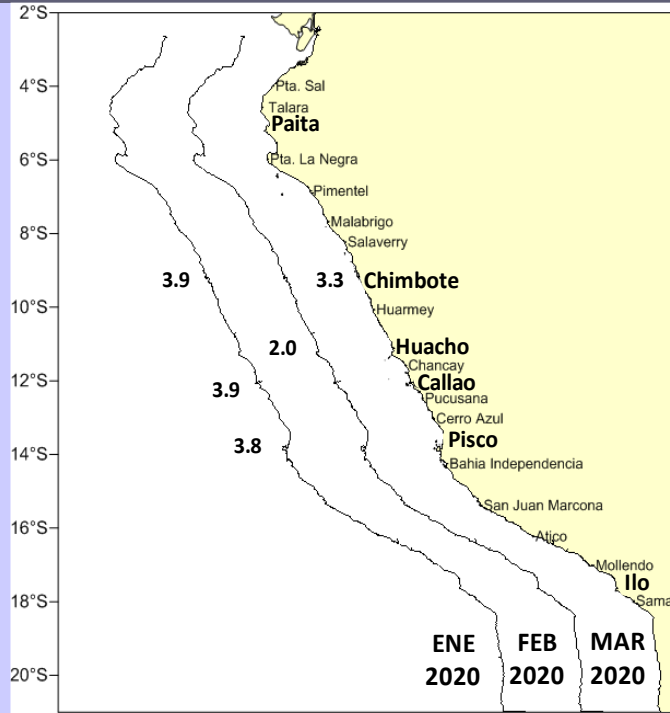 2°S
4°S
Pta. Sal
Talara
Paita
6°S
Pta. La Negra
Pimentel
Malabrigo
8°S
Salaverry
3.9
3.3
Chimbote
10°S
Huarmey
2.0
Huacho
Chancay
12°S
Callao
3.9
Pucusana
Cerro Azul
3.8
Pisco
14°S
Bahia Independencia
San Juan Marcona
16°S
Atico
Mollendo
Ilo
18°S
Sama
ENE FEB MAR
2020 2020 2020
20°S